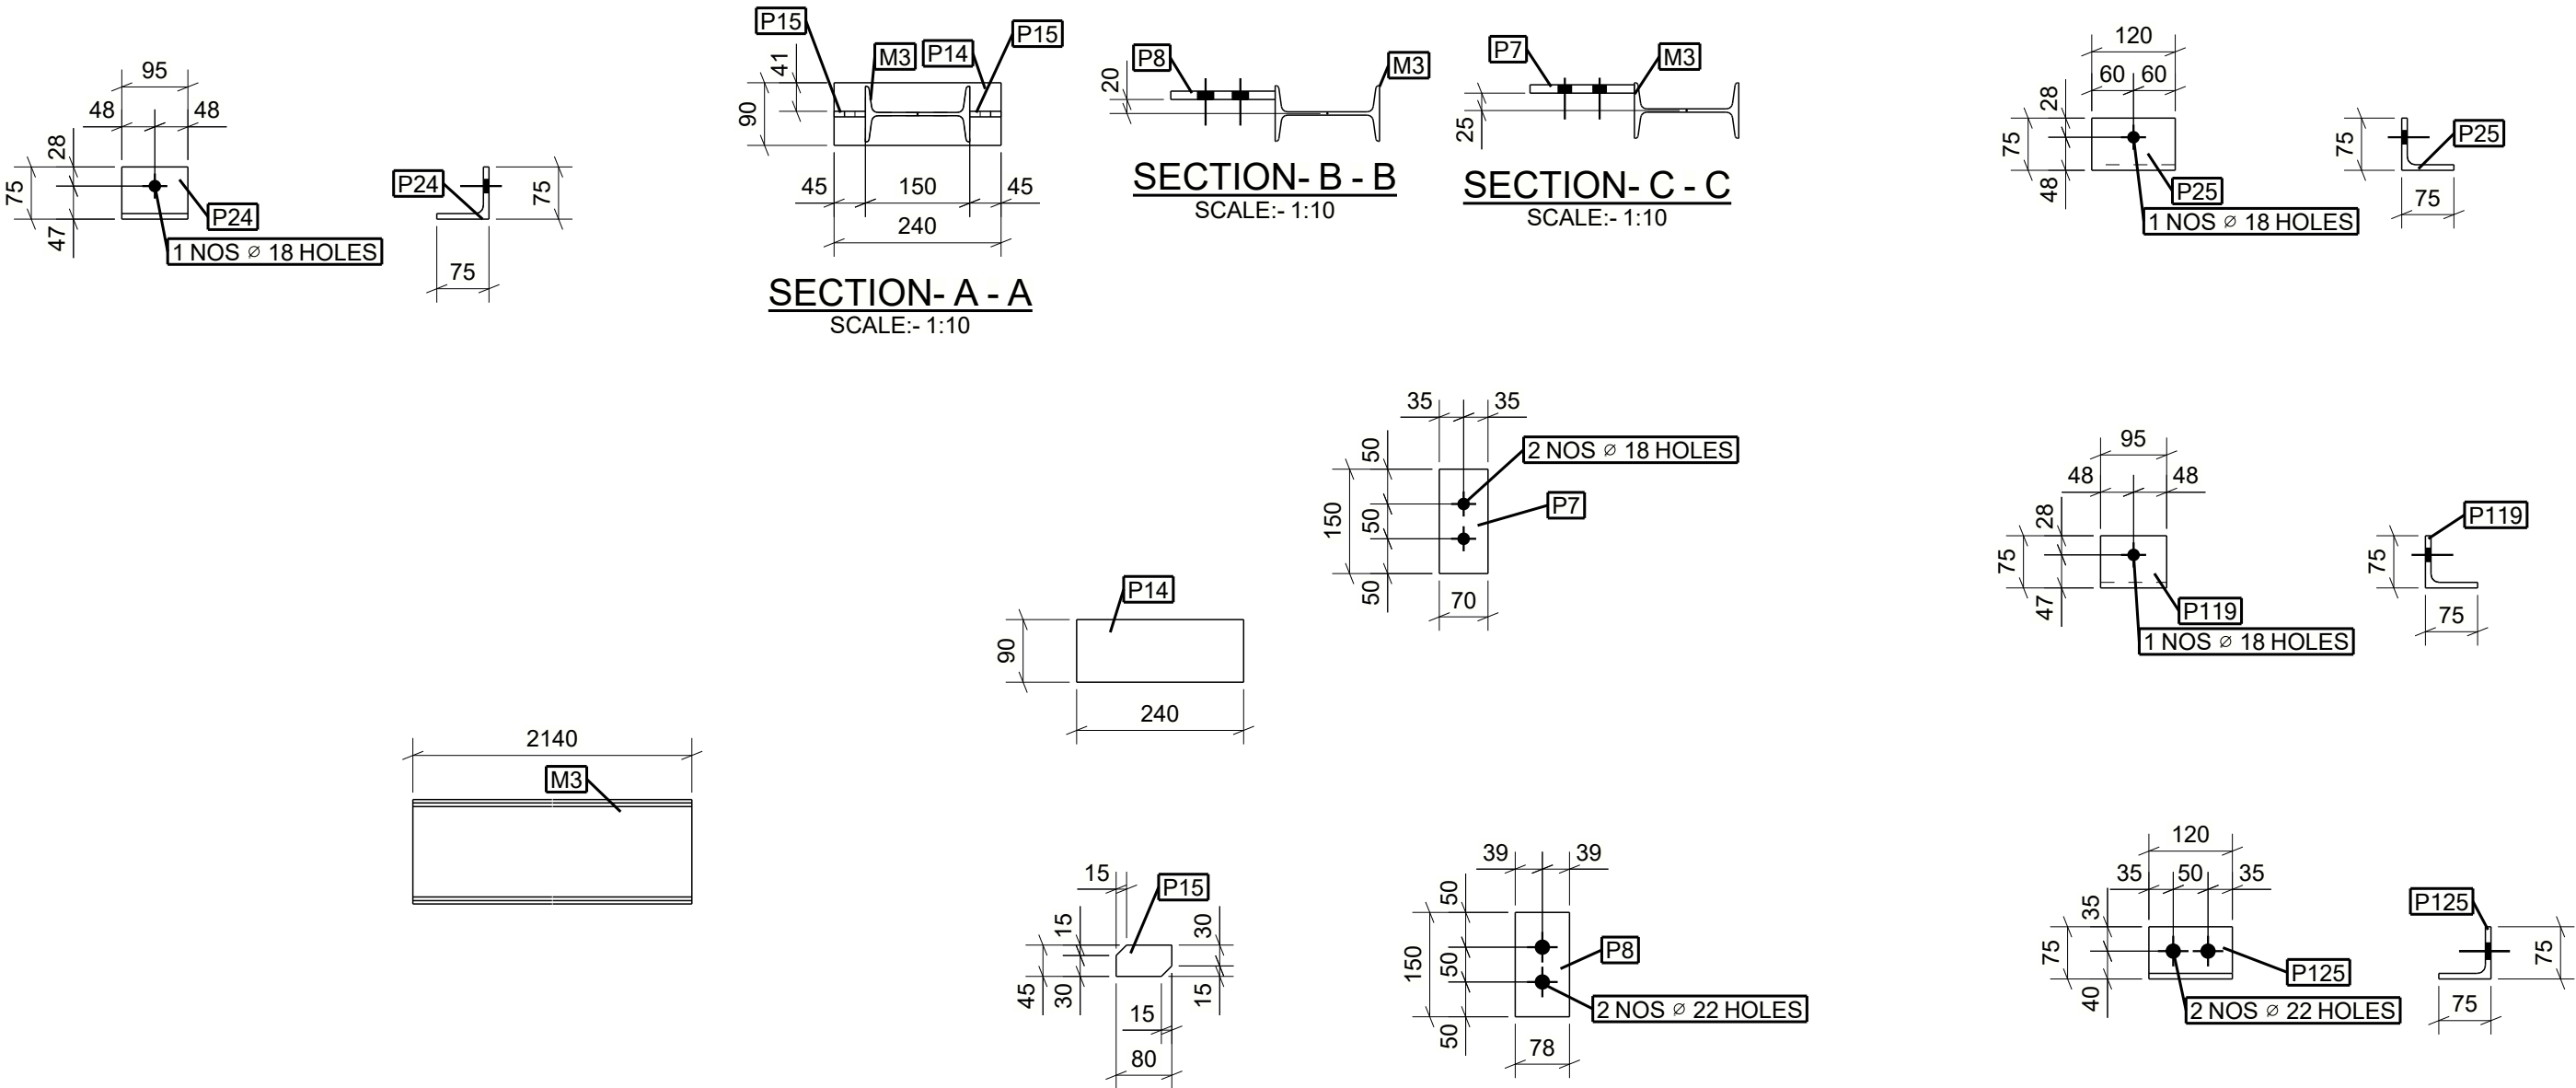 95
48
48
28
75
47
P24
1 NOS ⌀ 18 HOLES
P24
75
75
P15
41
M3
P14
P15
90
45
150
45
240
SECTION- A - A
SCALE:- 1:10
P8
M3
20
SECTION- B - B
SCALE:- 1:10
P7
M3
25
SECTION- C - C
SCALE:- 1:10
120
60
60
28
75
48
P25
1 NOS ⌀ 18 HOLES
75
P25
75
35
35
50
2 NOS ⌀ 18 HOLES
150
50
P7
50
70
95
48
48
28
75
47
P119
1 NOS ⌀ 18 HOLES
P119
75
75
P14
90
240
2140
M3
15
P15
15
30
45
30
15
15
80
39
39
50
150
50
P8
2 NOS ⌀ 22 HOLES
50
78
120
35
50
35
35
75
40
P125
2 NOS ⌀ 22 HOLES
P125
75
75